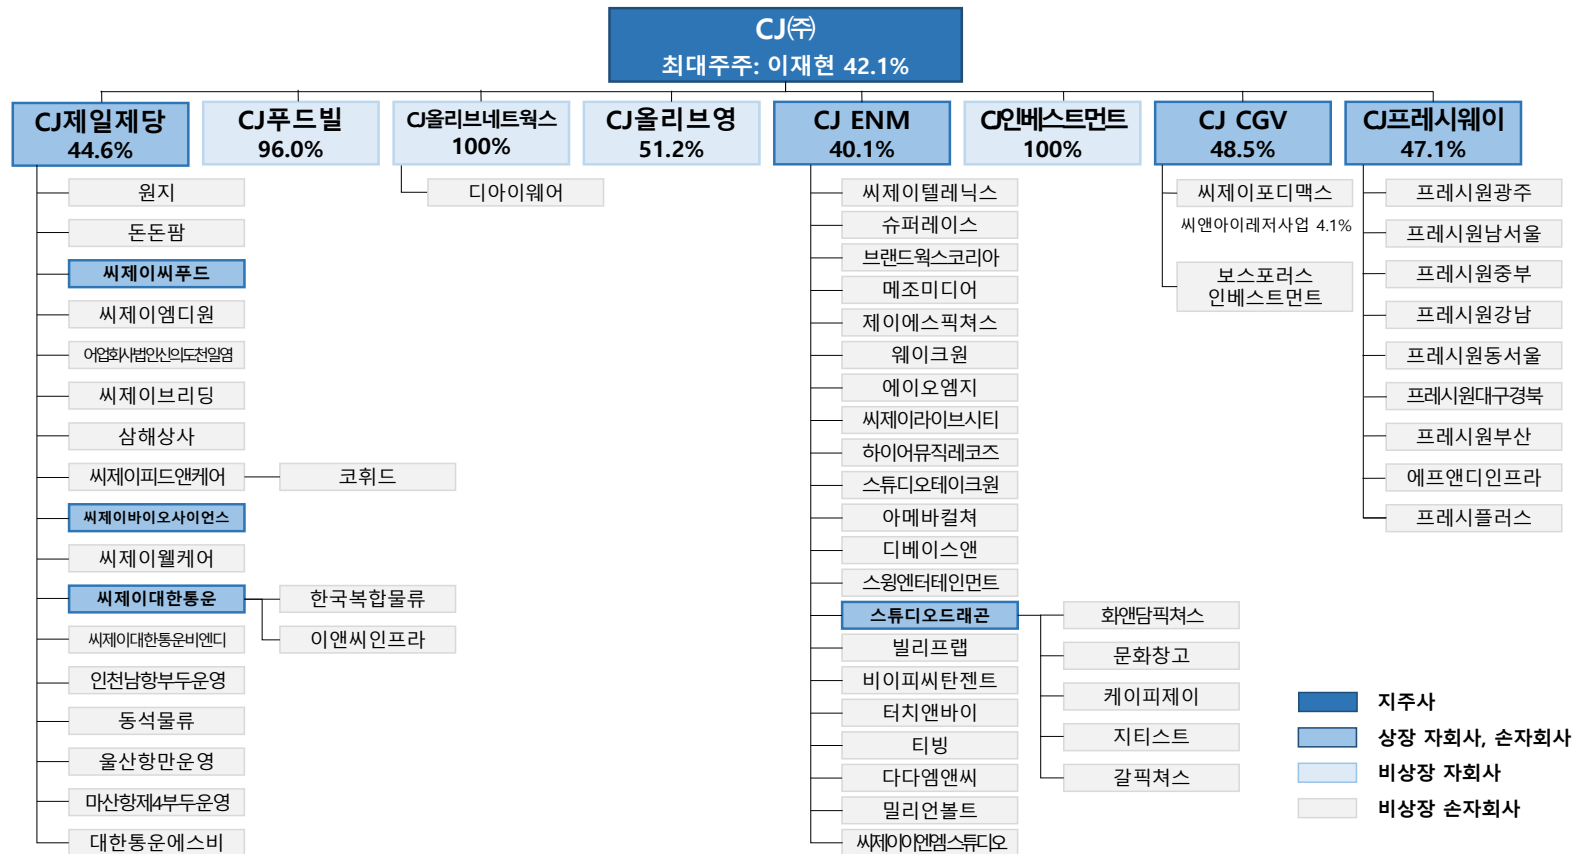 CJ㈜
최대주주: 이재현 42.1%
CJ제일제당
44.6%
CJ푸드빌
96.0%
CJ올리브네트웍스
100%
CJ올리브영
51.2%
CJ ENM
40.1%
CJ인베스트먼트
100%
CJ CGV
48.5%
CJ프레시웨이
47.1%
원지
돈돈팜
씨제이씨푸드
씨제이엠디원
어업회사법인신의도천일염
씨제이브리딩
삼해상사
씨제이피드앤케어
코휘드
씨제이바이오사이언스
씨제이웰케어
씨제이대한통운
한국복합물류
이앤씨인프라
씨제이대한통운비엔디
인천남항부두운영
동석물류
울산항만운영
마산항제4부두운영
대한통운에스비
디아이웨어
씨제이텔레닉스
슈퍼레이스
브랜드웍스코리아
메조미디어
제이에스픽쳐스
웨이크원
에이오엠지
씨제이라이브시티
하이어뮤직레코즈
스튜디오테이크원
아메바컬쳐
디베이스앤
스윙엔터테인먼트
스튜디오드래곤
화앤담픽쳐스
문화창고
케이피제이
지티스트
갈픽쳐스
빌리프랩
비이피씨탄젠트
터치앤바이
티빙
다다엠앤씨
밀리언볼트
씨제이이엔엠스튜디오
씨제이포디맥스
씨앤아이레저사업 4.1%
보스포러스
인베스트먼트
프레시원광주
프레시원남서울
프레시원중부
프레시원강남
프레시원동서울
프레시원대구경북
프레시원부산
에프앤디인프라
프레시플러스
지주사
상장 자회사, 손자회사
비상장 자회사
비상장 손자회사